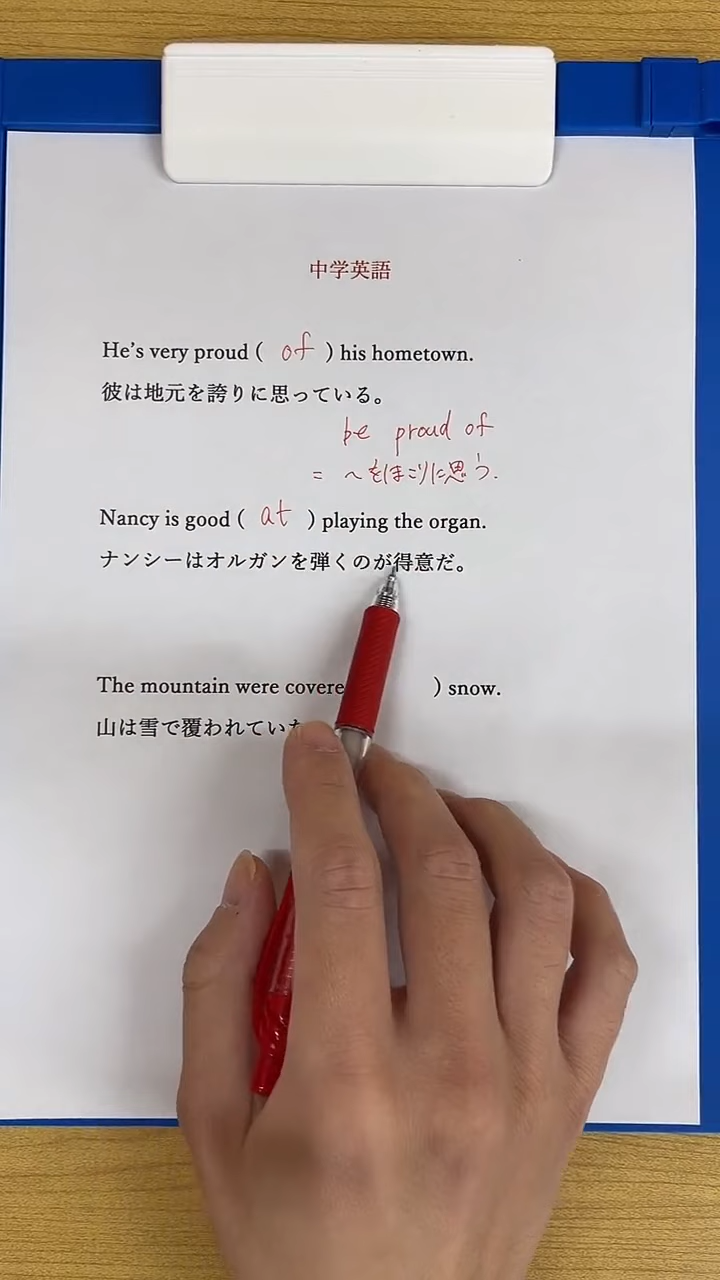 中学英語
He's very proud ( of ) his hometown.
彼は地元を誇りに思っている。
be proud of
= ~をほこりに思う.
Nancy is good ( at ) playing the organ.
ナンシーはオルガンを弾くのが得意だ。
The mountain were ) snow.
山は雪で覆われていた